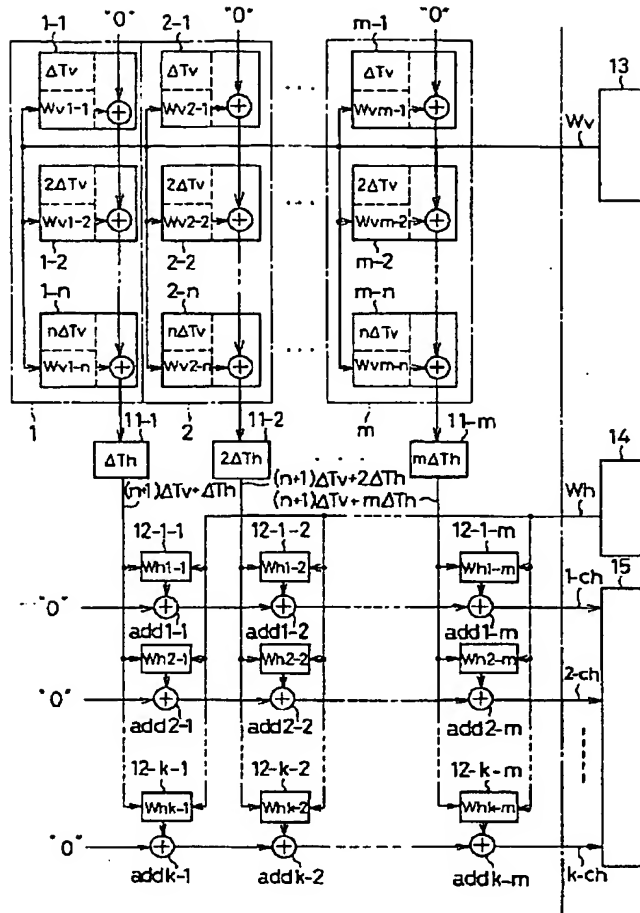 1-1 "0" 2-1 "0" m-1 "0"
13
ΔTv ΔTv ... ΔTv
Wv1-1 Wv2-1 Wvm-1
Wv
2ΔTv 2ΔTv 2ΔTv
Wv1-2 Wv2-2 ... Wvm-2
1-2 2-2 m-2
1-n 2-n m-n
nΔTv nΔTv nΔTv
Wv1-n Wv2-n ... Wvm-n
1 11-1 2 11-2 m 11-m
14
ΔTh 2ΔTh ... mΔTh
(n+1)ΔTv+ΔTh (n+1)ΔTv+2ΔTh
(n+1)ΔTv+mΔTh
Wh
12-1-1 12-1-2 12-1-m
15
Wh1-1 Wh1-2 Wh1-m
1-ch
"0"
add1-1 add1-2 add1-m
Wh2-1 Wh2-2 Wh2-m
2-ch
"0"
add2-1 add2-2 add2-m
12-k-1 12-k-2 12-k-m
Whk-1 Whk-2 Whk-m
"0"
addk-1 addk-2 addk-m
k-ch